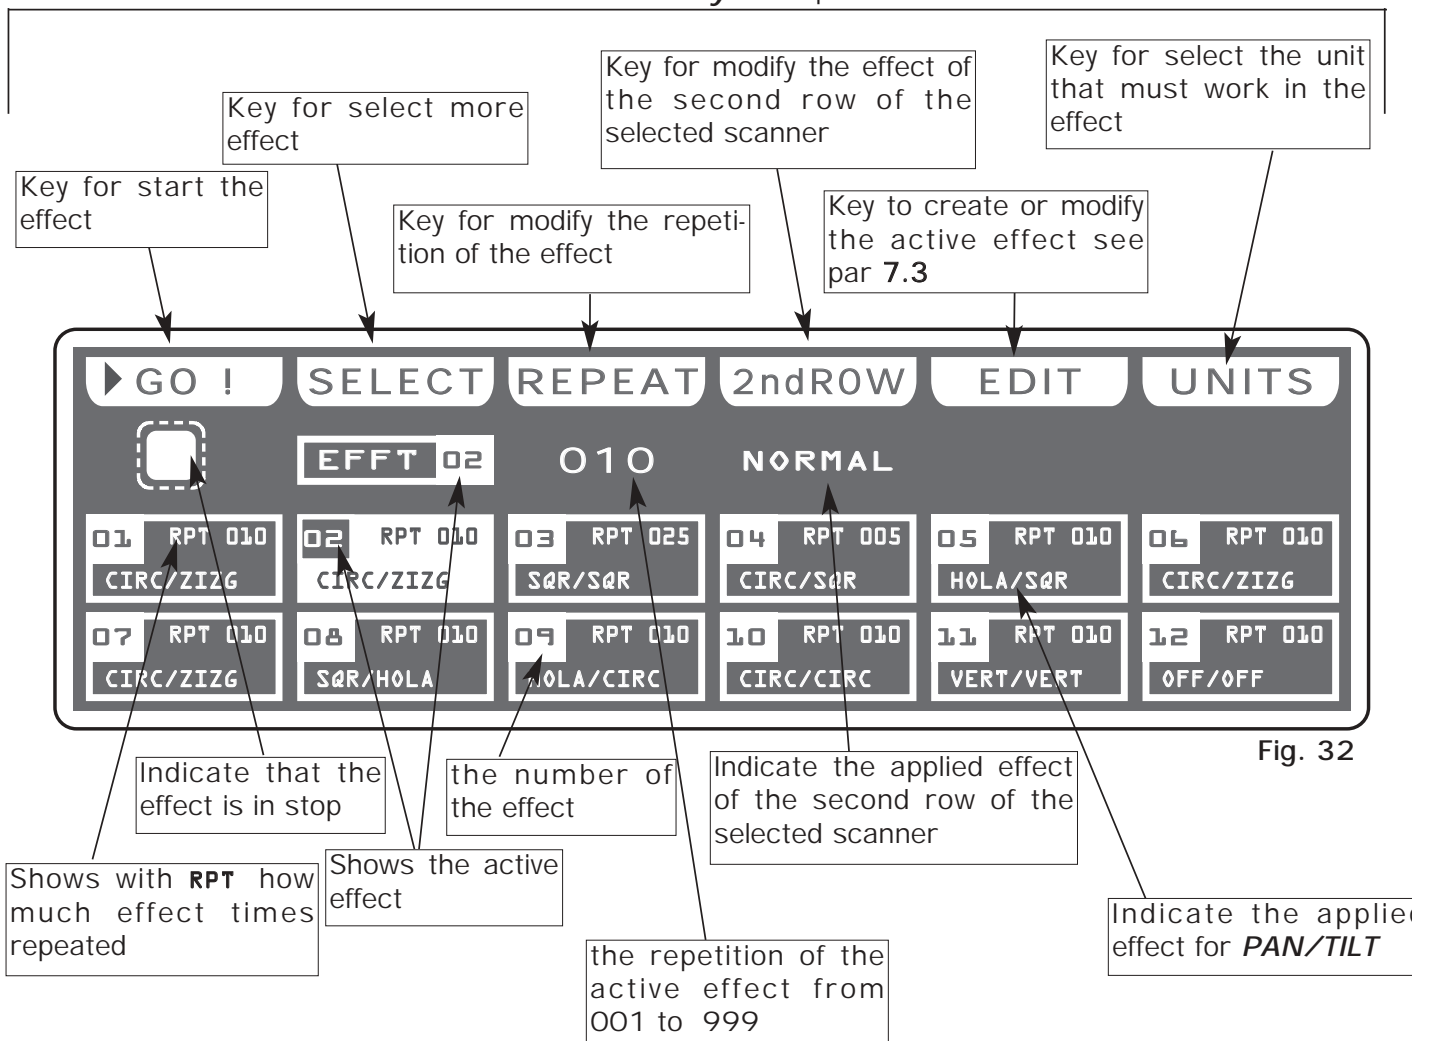 Key for modify the effect of
the second row of the
selected scanner
Key for select the unit
that must work in the
effect
Key for select more
effect
Key for start the
effect
Key for modify the repeti-
tion of the effect
Key to create or modify
the active effect see
par 7.3
GO !
SELECT
REPEAT
2ndROW
EDIT
UNITS
EFFT 02
010
NORMAL
01 RPT 010
CIRC/ZIZG
02 RPT 010
CIRC/ZIZG
03 RPT 025
SQR/SQR
04 RPT 005
CIRC/SQR
05 RPT 010
HOLA/SQR
06 RPT 010
CIRC/ZIZG
07 RPT 010
CIRC/ZIZG
08 RPT 010
SQR/HOLA
09 RPT 010
HOLA/CIRC
10 RPT 010
CIRC/CIRC
11 RPT 010
VERT/VERT
12 RPT 010
OFF/OFF
Fig. 32
Indicate that the
effect is in stop
the number of
the effect
Indicate the applied effect
of the second row of the
selected scanner
Shows with RPT how
much effect times
repeated
Shows the active
effect
the repetition of the
active effect from
001 to 999
Indicate the applie
effect for PAN/TILT